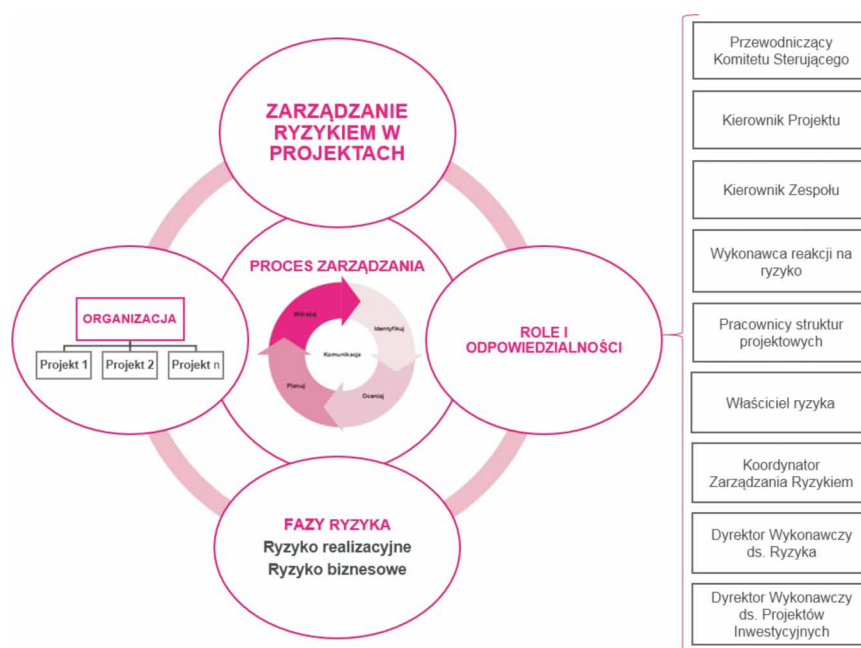 ZARZĄDZANIE
RYZYKIEM W
PROJEKTACH
PROCES ZARZĄDZANIA
Wdrażaj
Identyfikuj
Komunikacja
Planuj
Oceniaj
ORGANIZACJA
Projekt 1
Projekt 2
Projekt n
ROLE I
ODPOWIEDZIALNOŚCI
FAZY RYZYKA
Ryzyko realizacyjne
Ryzyko biznesowe
Przewodniczący
Komitetu Sterującego
Kierownik Projektu
Kierownik Zespołu
Wykonawca reakcji na
ryzyko
Pracownicy struktur
projektowych
Właściciel ryzyka
Koordynator
Zarządzania Ryzykiem
Dyrektor Wykonawczy
ds. Ryzyka
Dyrektor Wykonawczy
ds. Projektów
Inwestycyjnych